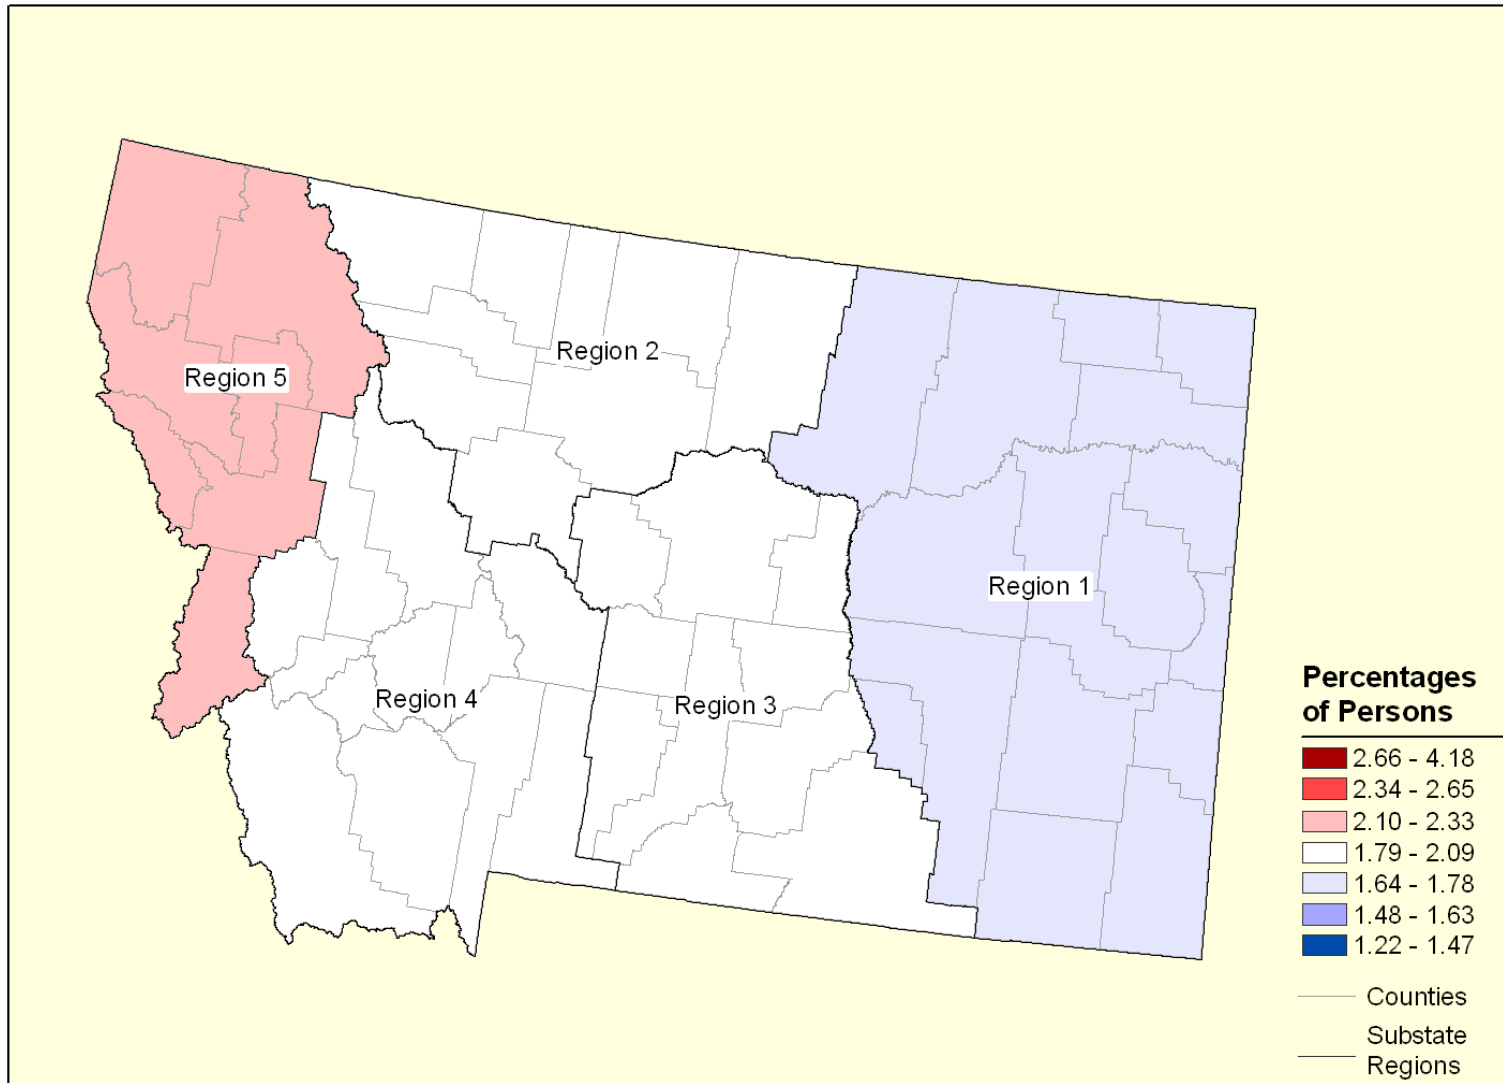 Region 2
Region 5
Region 1
Region 4
Region 3
Percentages
of Persons
2.66 - 4.18
2.34 - 2.65
2.10 - 2.33
1.79 - 2.09
1.64 - 1.78
1.48 - 1.63
1.22 - 1.47
Counties
Substate
Regions